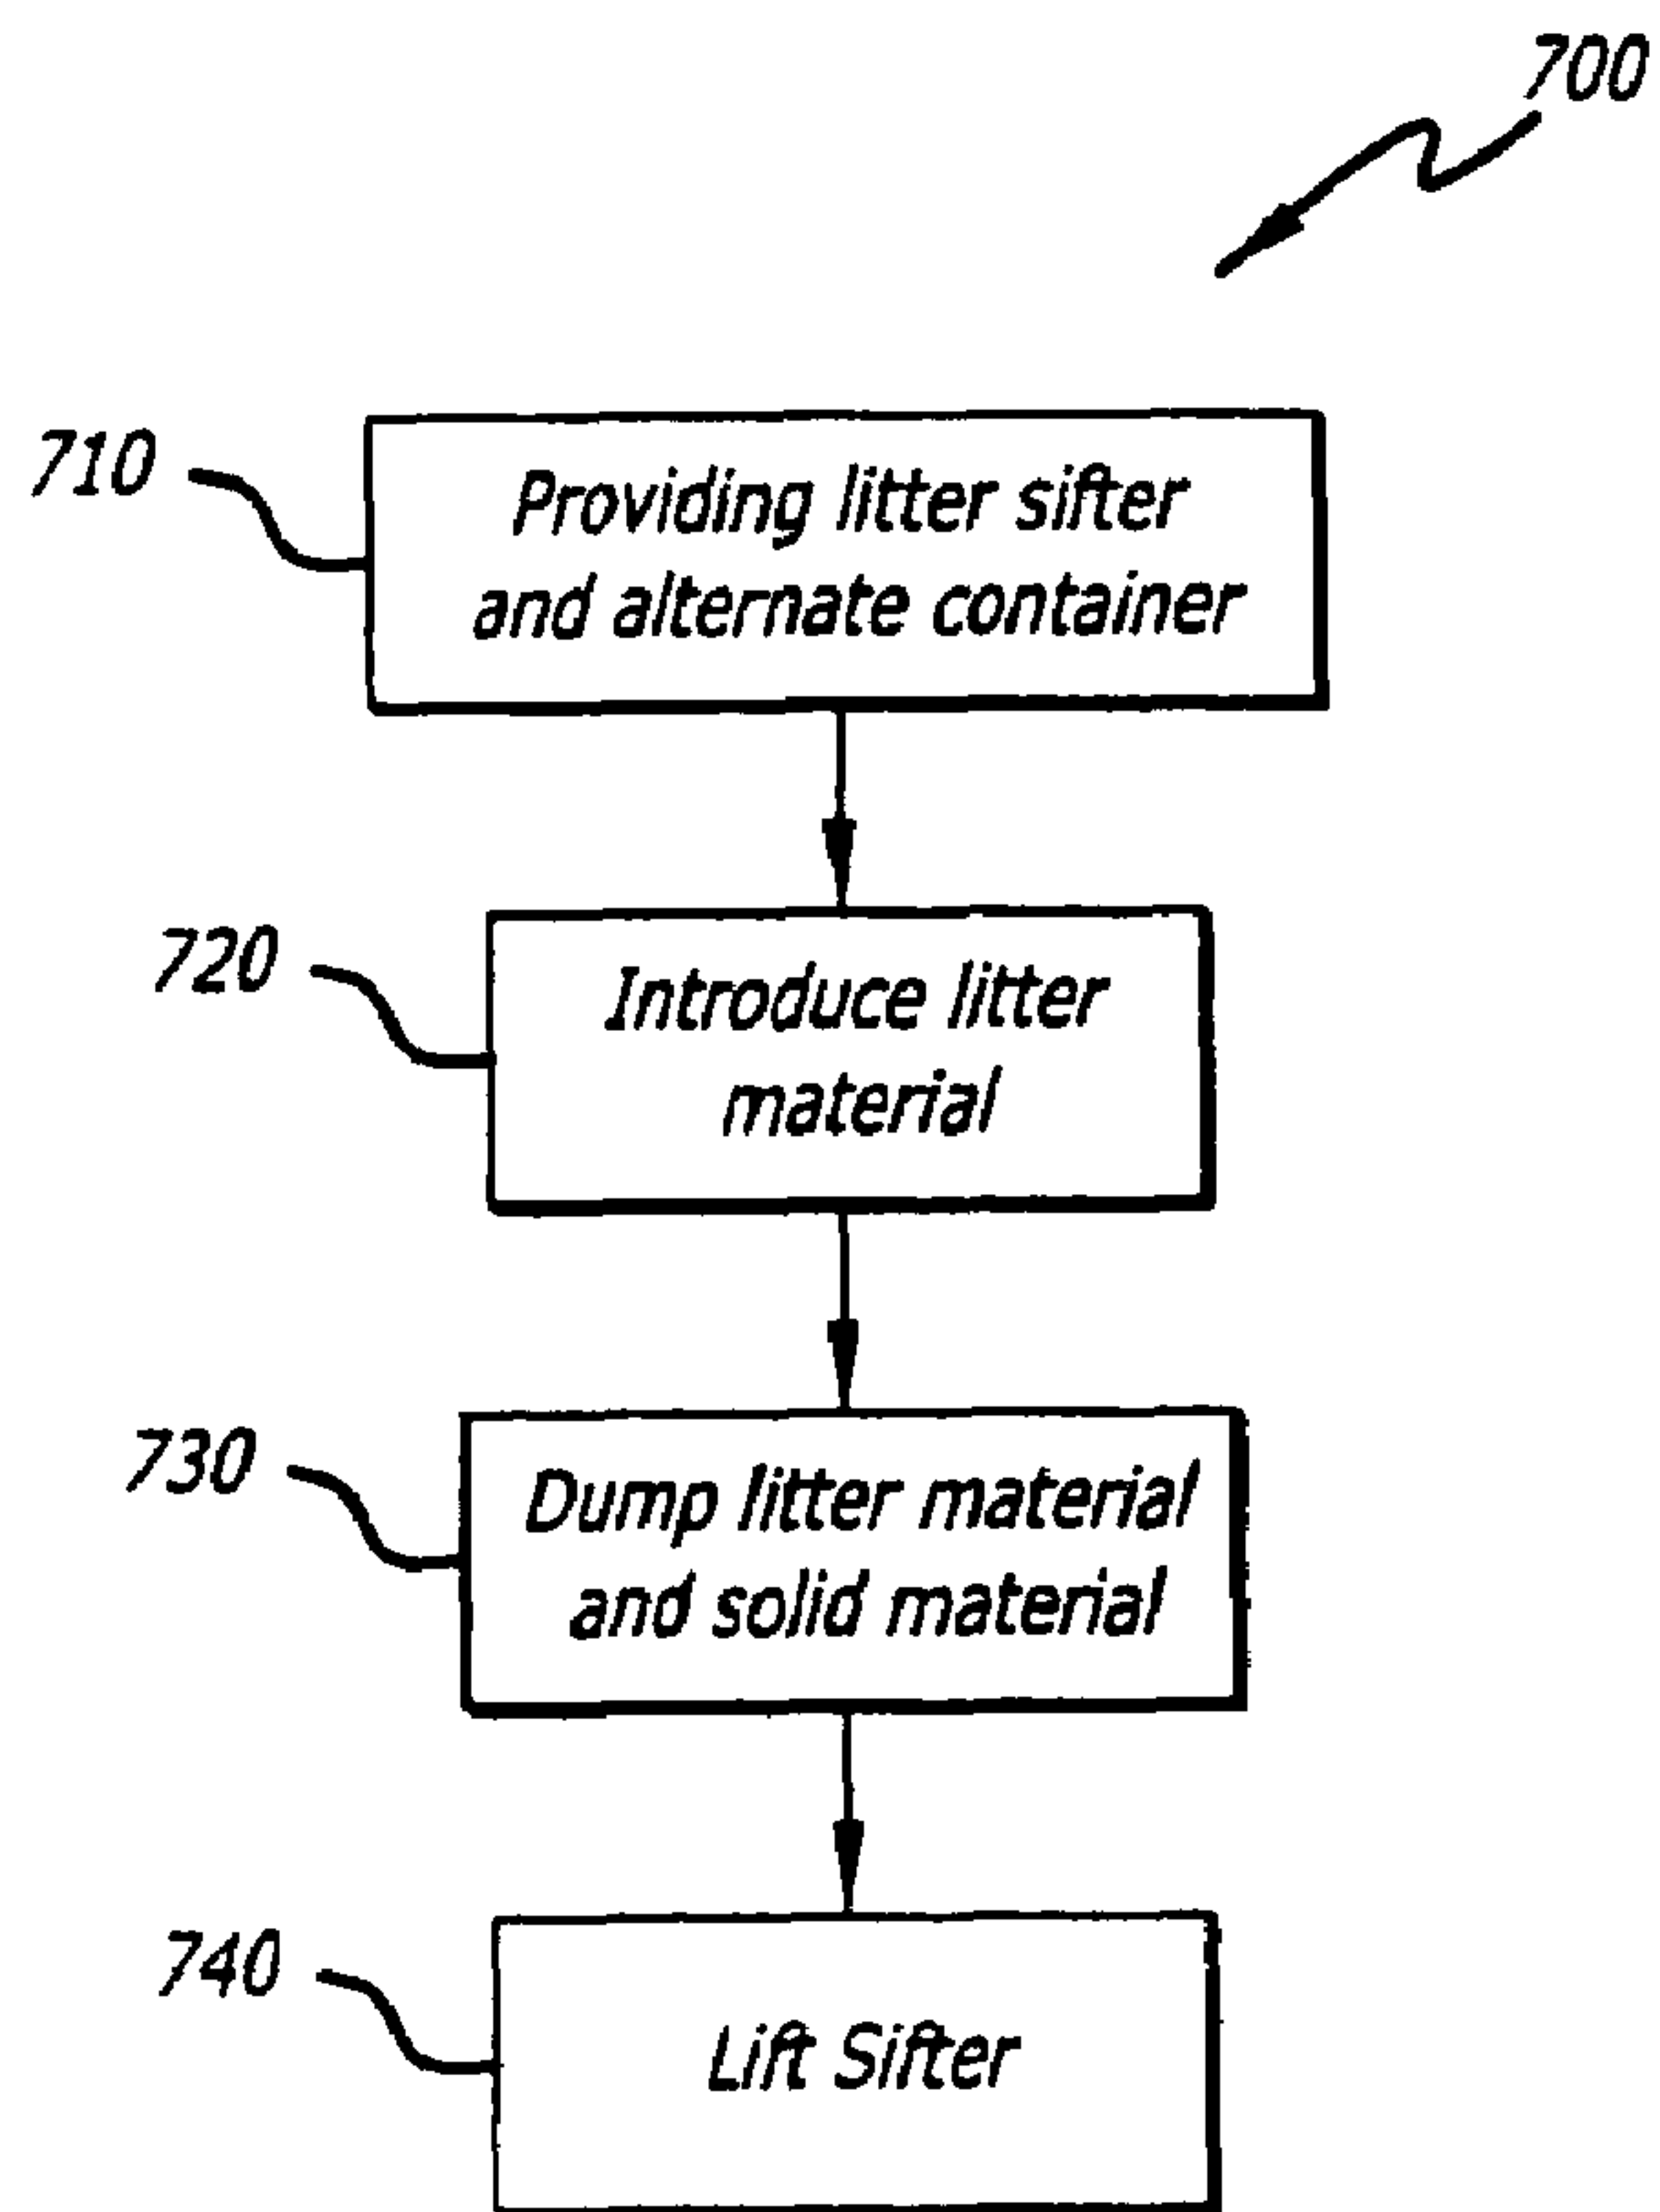 700
710
Providing litter sifter
and alternate container
720
Introduce litter
material
730
Dump litter material
and solid material
740
Lift Sifter